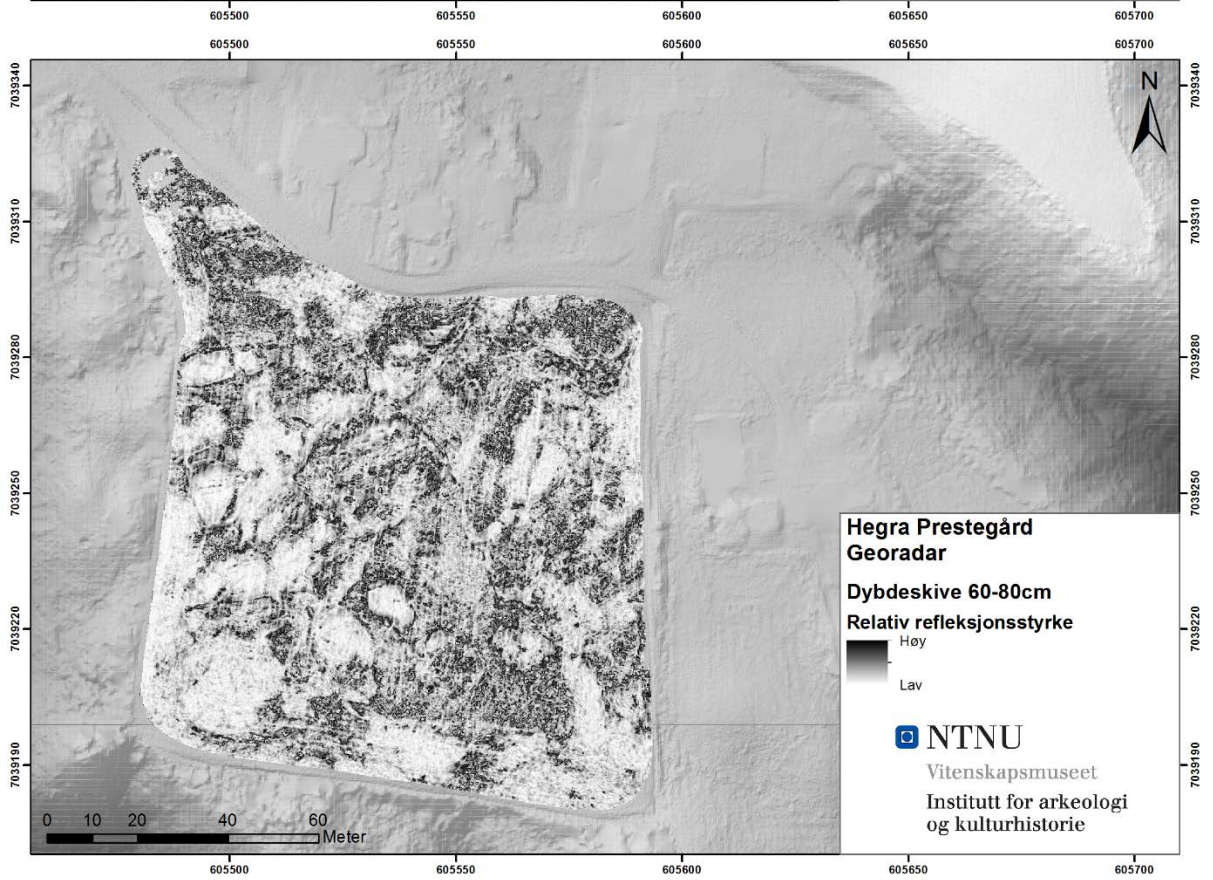 605500 605550 605600 605650 605700
605500 605550 605600 605650 605700
7039340 7039340
N
7039310 7039310
7039280 7039280
7039250 7039250
Hegra Prestegård
Georadar
Dybdeskive 60-80cm
Relativ refleksjonsstyrke
7039220 7039220
Høy
Lav
NTNU
7039190 7039190
Vitenskapsmuseet
Institutt for arkeologi
og kulturhistorie
0 10 20 40 60
Meter
605500 605550 605600 605650 605700